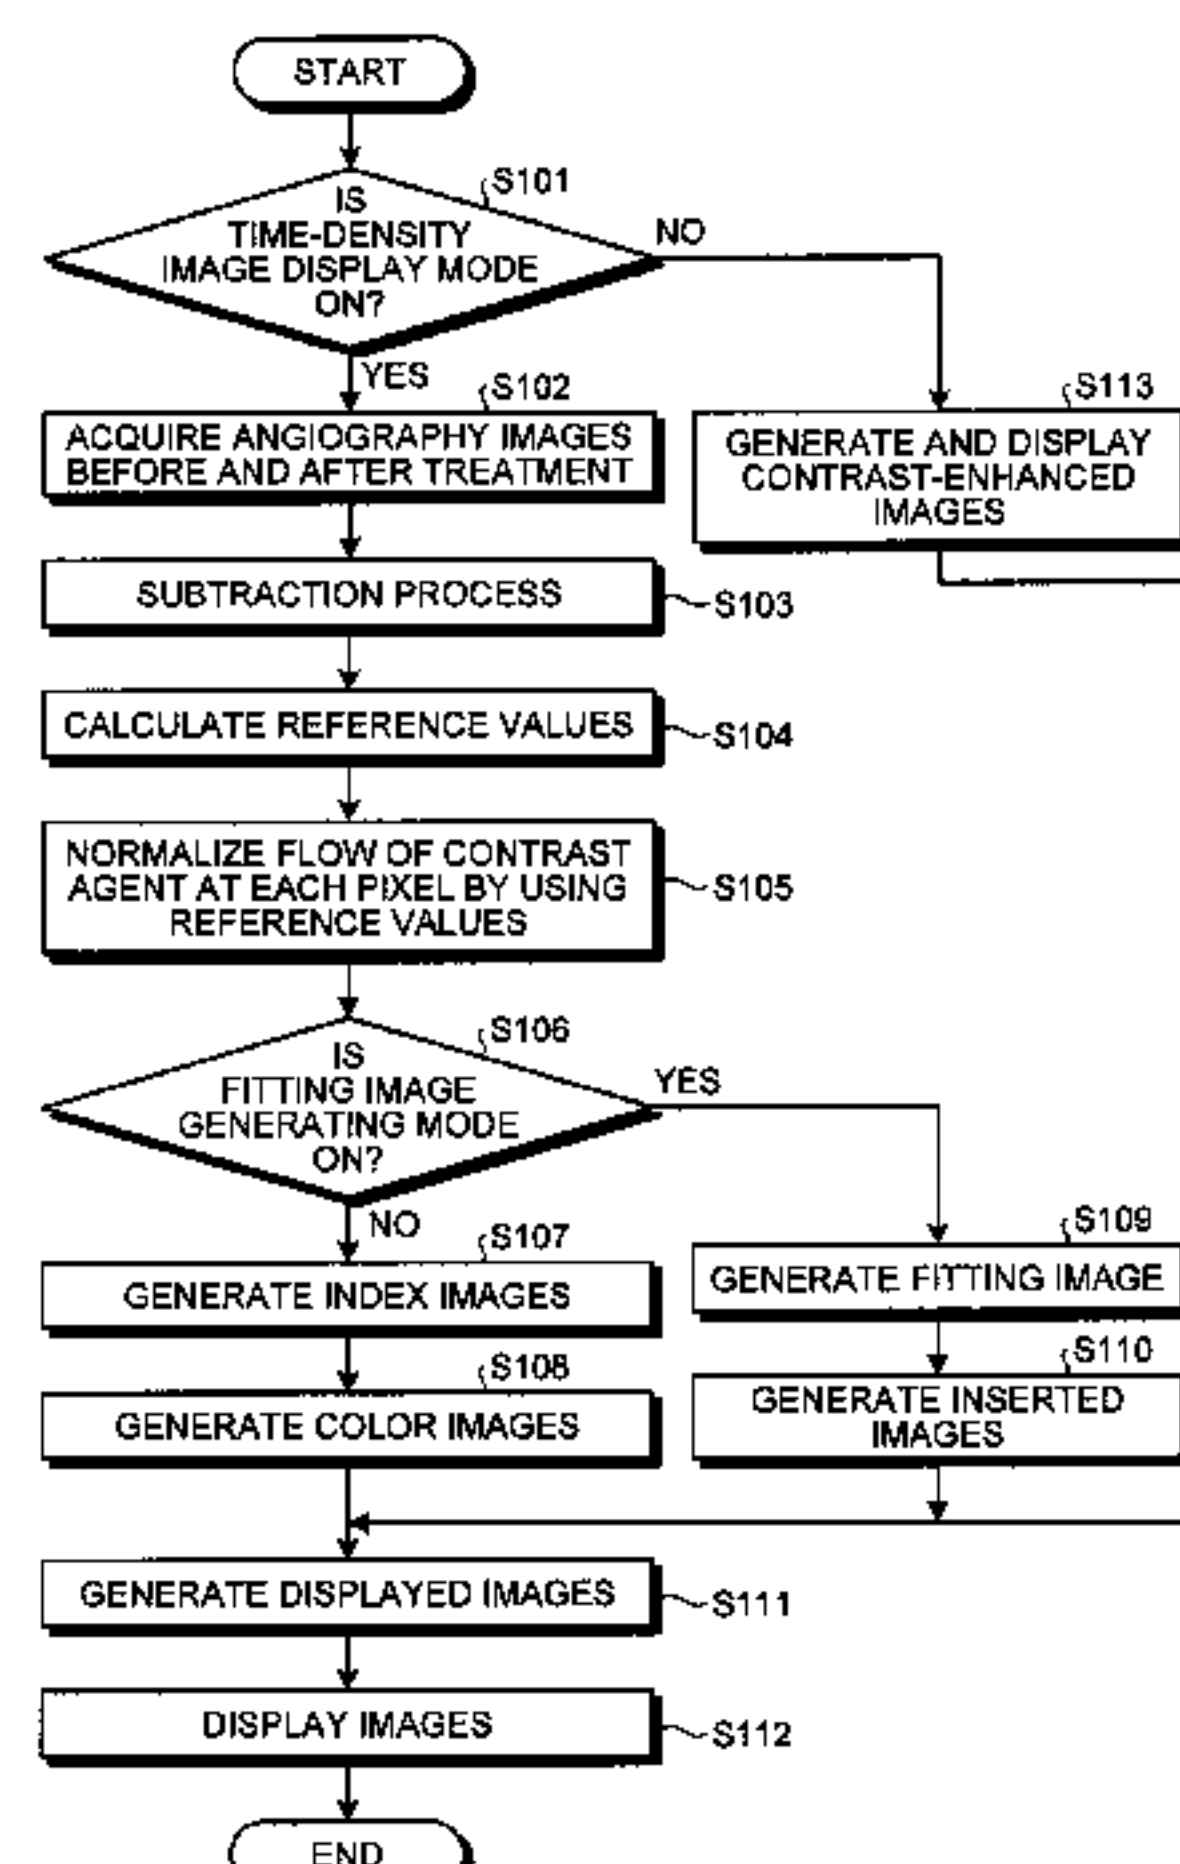 START
S101
IS
TIME-DENSITY
IMAGE DISPLAY MODE
ON?
NO
YES
S102
ACQUIRE ANGIOGRAPHY IMAGES
BEFORE AND AFTER TREATMENT
S113
GENERATE AND DISPLAY
CONTRAST-ENHANCED
IMAGES
SUBTRACTION PROCESS
S103
CALCULATE REFERENCE VALUES
S104
NORMALIZE FLOW OF CONTRAST
AGENT AT EACH PIXEL BY USING
REFERENCE VALUES
S105
S106
IS
FITTING IMAGE
GENERATING MODE
ON?
YES
NO
S107
GENERATE INDEX IMAGES
S109
GENERATE FITTING IMAGE
S108
GENERATE COLOR IMAGES
S110
GENERATE INSERTED
IMAGES
GENERATE DISPLAYED IMAGES
S111
DISPLAY IMAGES
S112
END